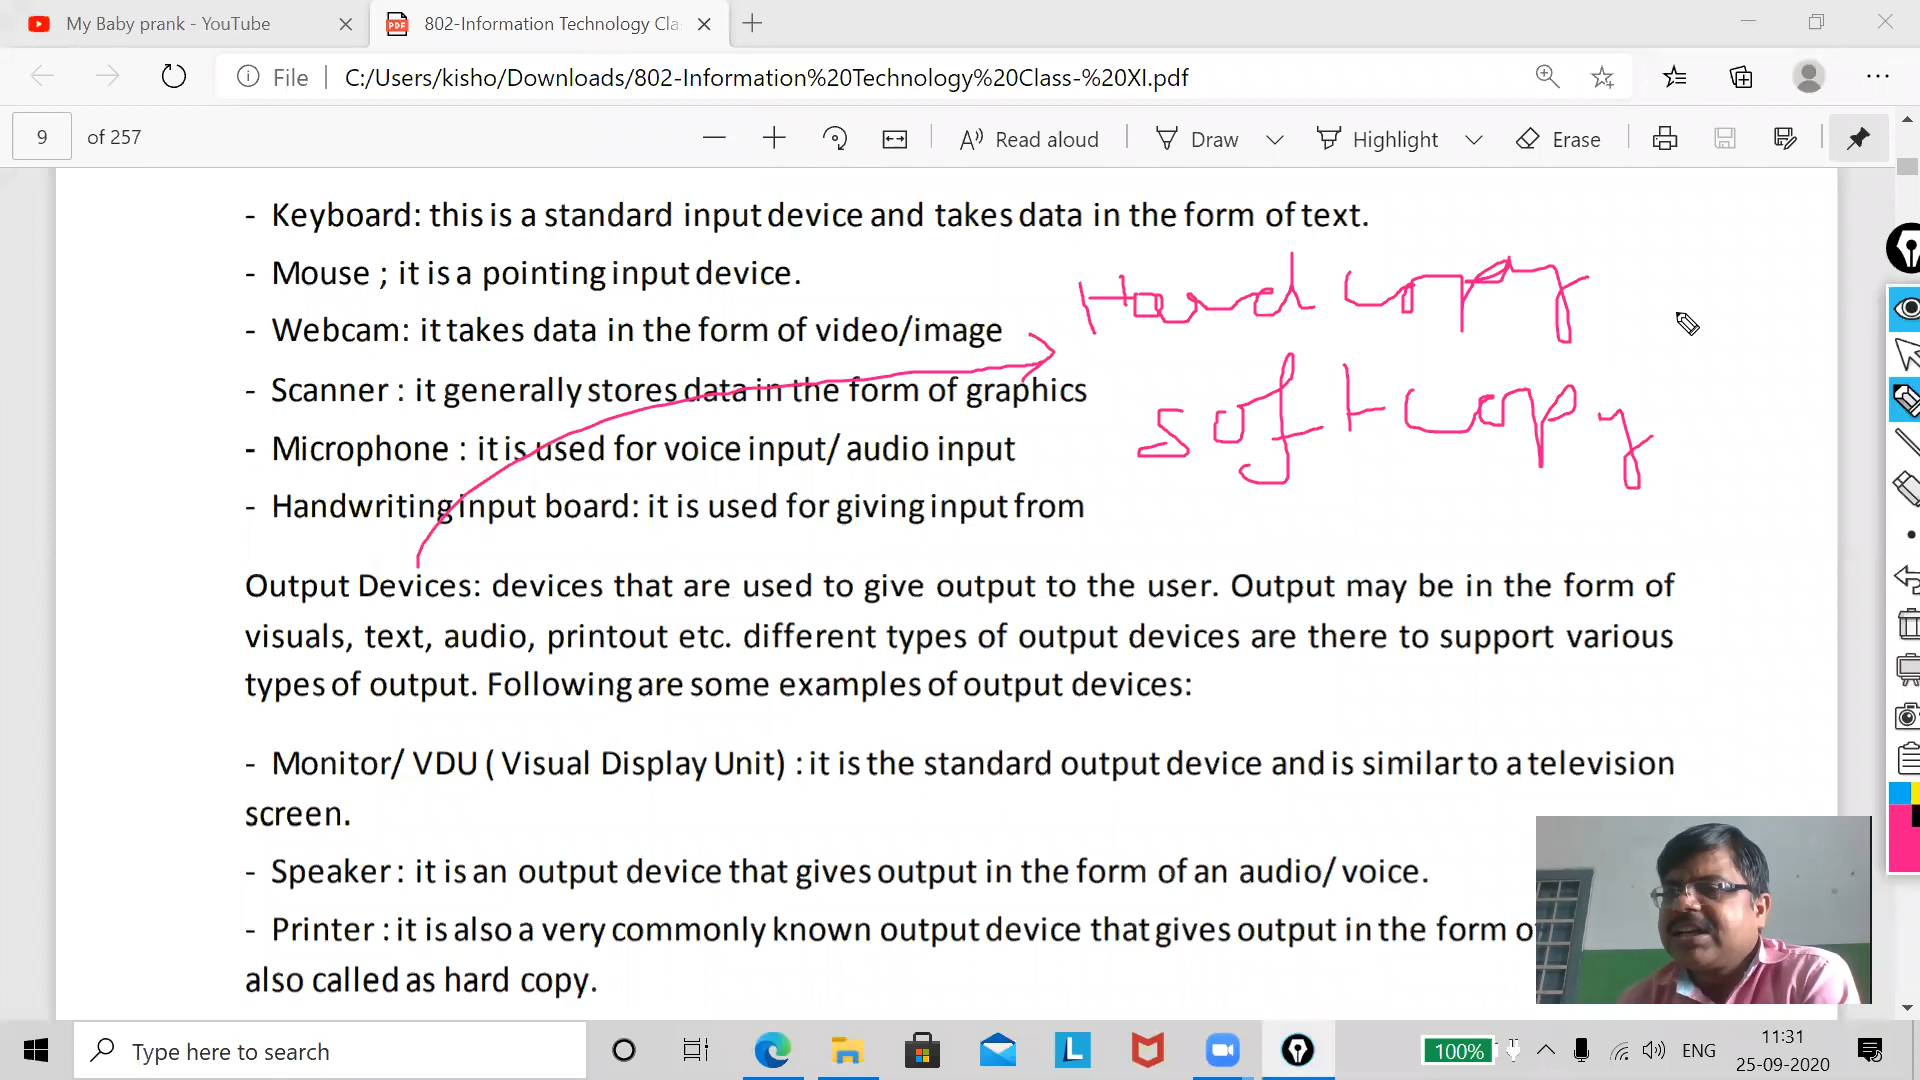 My Baby prank - YouTube
802-Information Technology Cla
File
C:/Users/kisho/Downloads/802-Information%20Technology%20Class-%20XI.pdf
9 of 257
Read aloud
Draw
Highlight
Erase
- Keyboard: this is a standard input device and takes data in the form of text.
- Mouse ; it is a pointing input device.
- Webcam: it takes data in the form of video/image
- Scanner : it generally stores data in the form of graphics
- Microphone : it is used for voice input/ audio input
- Handwriting input board: it is used for giving input from
Hard copy
soft copy
Output Devices: devices that are used to give output to the user. Output may be in the form of
visuals, text, audio, printout etc. different types of output devices are there to support various
types of output. Following are some examples of output devices:
- Monitor/ VDU ( Visual Display Unit) : it is the standard output device and is similar to a television
screen.
- Speaker : it is an output device that gives output in the form of an audio/ voice.
- Printer : it is also a very commonly known output device that gives output in the form
also called as hard copy.
Type here to search
100%
ENG
11:31
25-09-2020